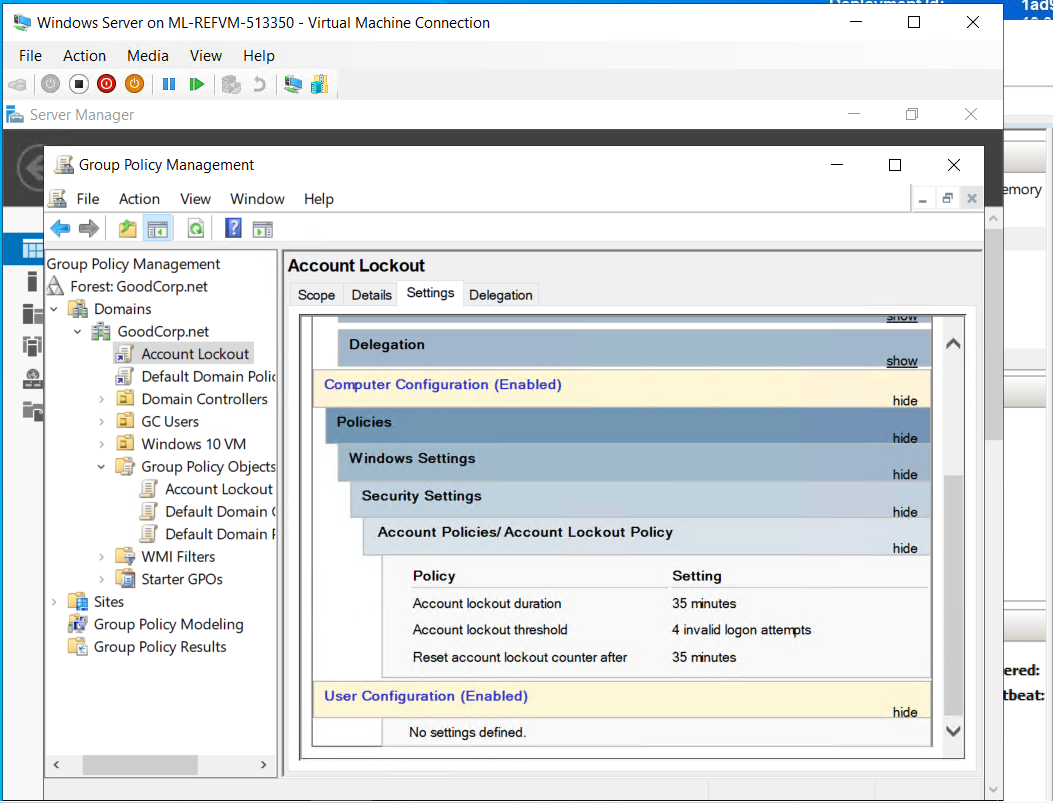 Deployment Id: 1ad9
Windows Server on ML-REFVM-513350 - Virtual Machine Connection
File Action Media View Help
Server Manager
Group Policy Management
emory
File Action View Window Help
Group Policy Management
Forest: GoodCorp.net
Domains
GoodCorp.net
Account Lockout
Default Domain Polic
Domain Controllers
GC Users
Windows 10 VM
Group Policy Objects
Account Lockout
Default Domain C
Default Domain P
WMI Filters
Starter GPOs
Sites
Group Policy Modeling
Group Policy Results
Account Lockout
Scope Details Settings Delegation
show
Delegation
show
Computer Configuration (Enabled)
hide
Policies
hide
Windows Settings
hide
Security Settings
hide
Account Policies/Account Lockout Policy
hide
Policy Setting
Account lockout duration 35 minutes
Account lockout threshold 4 invalid logon attempts
Reset account lockout counter after 35 minutes
User Configuration (Enabled)
hide
No settings defined.
ered:
tbeat: